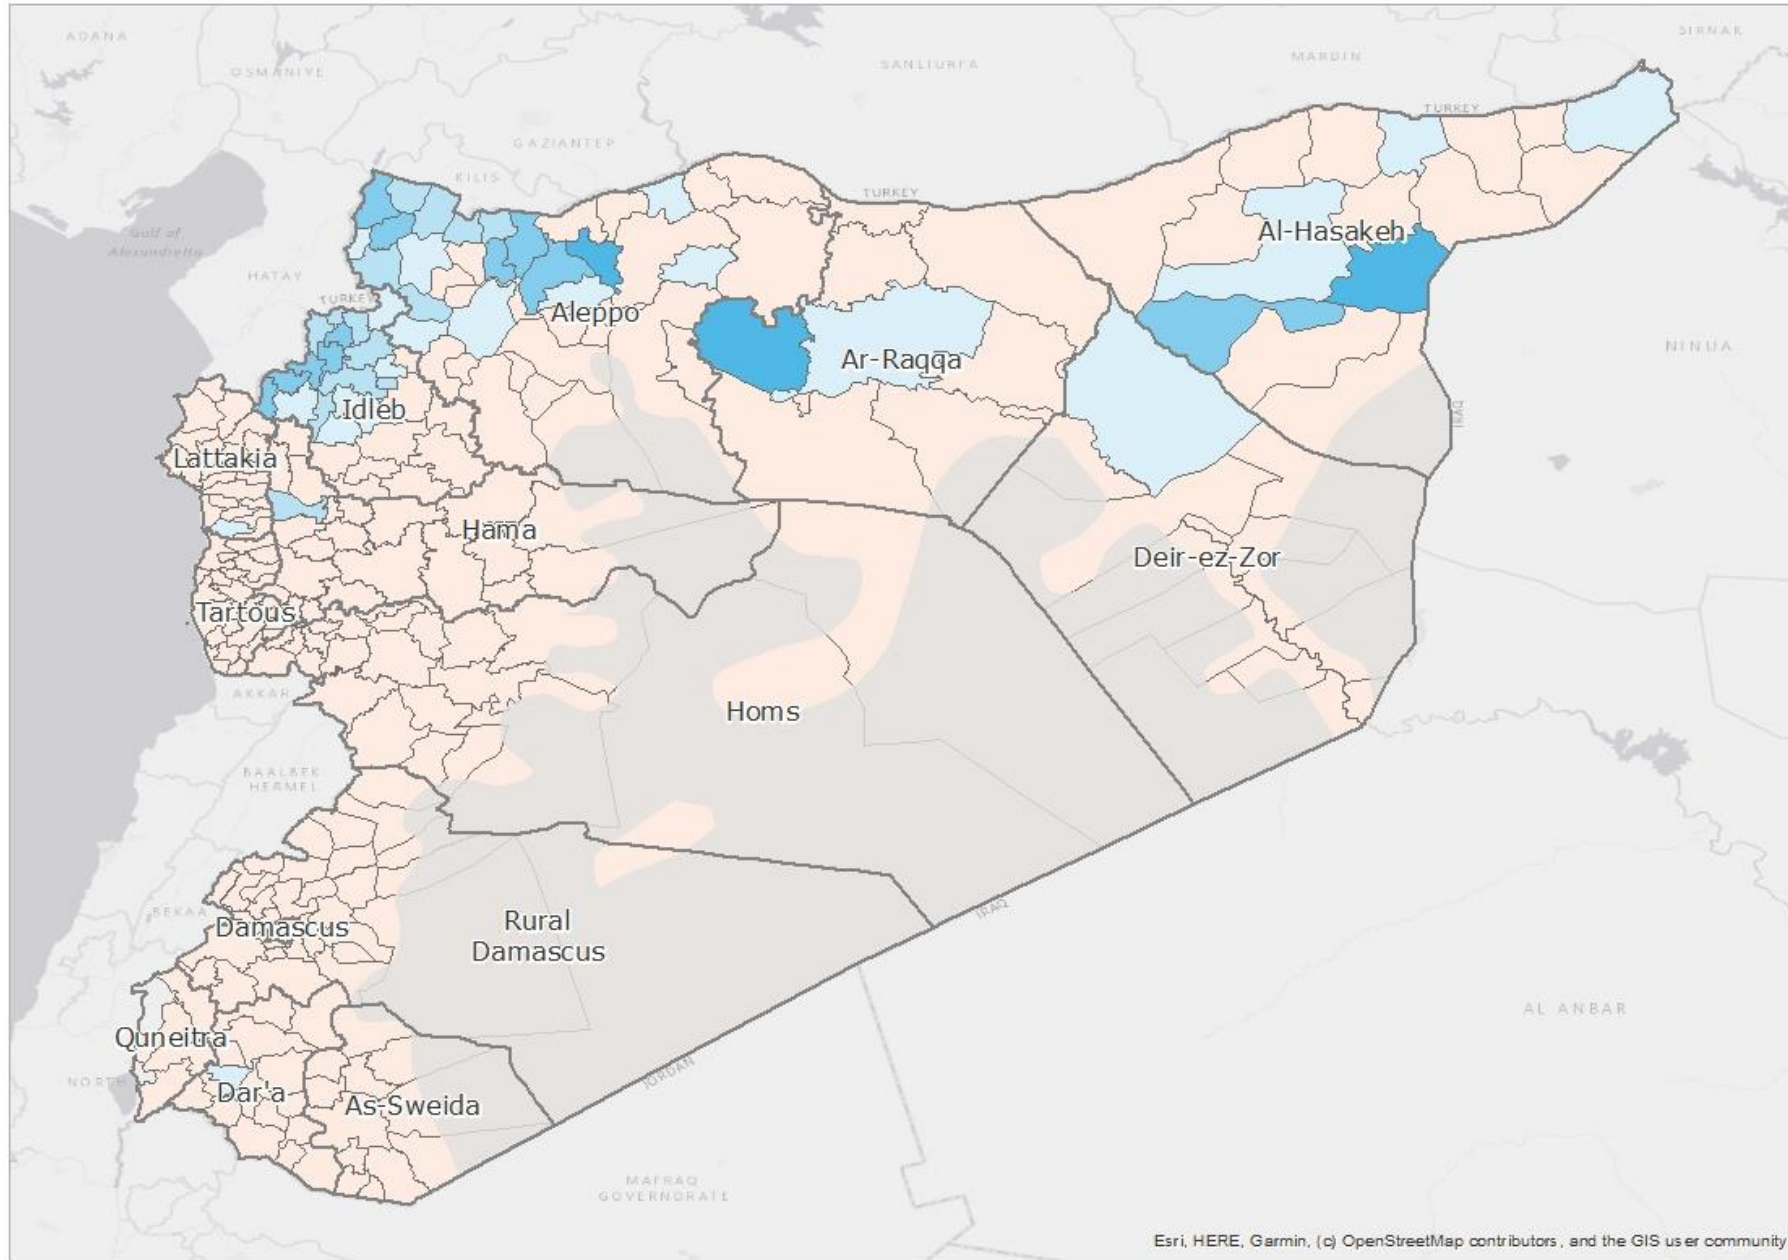 ADANA
OSMANIYE
SANLIURFA
MARDIN
SIRNAK
TURKEY
GAZIANTEP
KILIS
TURKEY
Gulf of
Alexandretta
HATAY
TURKEY
Al-Hasakeh
Aleppo
Ar-Raqqa
NINUA
Idleb
IRAQ
Lattakia
Hama
Deir-ez-Zor
Tartous
AKKAR
Homs
BAALBEK
HERMEL
BEKAA
Damascus
Rural
Damascus
IRAQ
AL ANBAR
Quneitra
NORTH
Dar'a
As-Sweida
JORDAN
MAFRAQ
GOVERNORATE
Esri, HERE, Garmin, (c) OpenStreetMap contributors, and the GIS user community